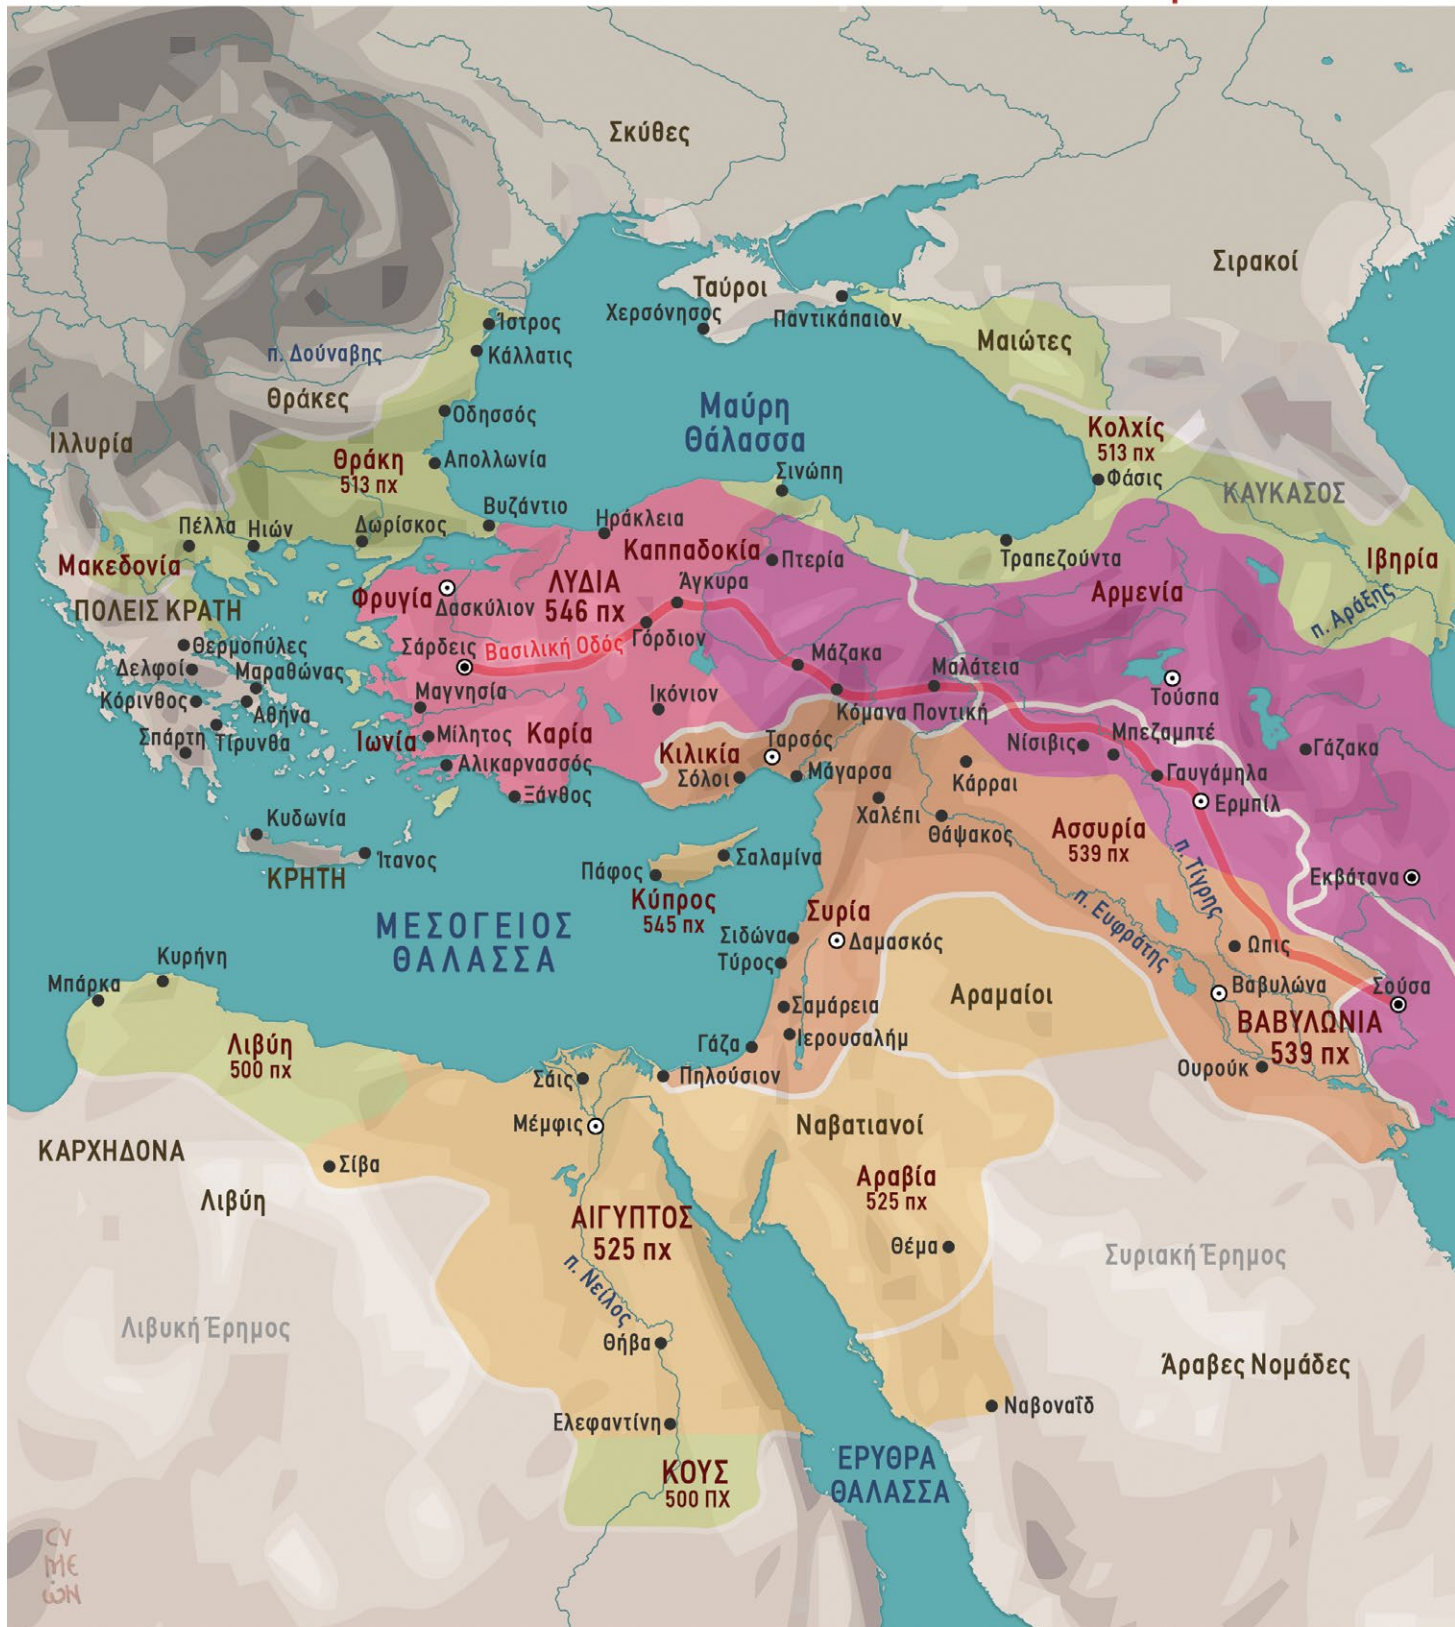 Σκύθες
Σιρακοί
Ταύροι
Χερσόνησος
Παντικάπαιον
Μαιώτες
Ίστρος
Κάλλατις
π. Δούναβης
Θράκες
Οδησσός
Μαύρη
Θάλασσα
Ιλλυρία
Θράκη
513 πχ
Απολλωνία
Κολχίς
513 πχ
Φάσις
Σινώπη
ΚΑΥΚΑΣΟΣ
Βυζάντιο
Ηράκλεια
Πέλλα
Ηιών
Δωρίσκος
Καππαδοκία
Πτερία
Τραπεζούντα
Ιβηρία
Μακεδονία
Φρυγία
Δασκύλιον
ΛΥΔΙΑ
546 πχ
Άγκυρα
Αρμενία
π. Αράξης
ΠΟΛΕΙΣ ΚΡΑΤΗ
Γόρδιον
Θερμοπύλες
Σάρδεις
Βασιλική Οδός
Δελφοί
Μαραθώνας
Μάζακα
Μαλάτεια
Τούσπα
Κόρινθος
Αθήνα
Μαγνησία
Ικόνιον
Κόμανα Ποντική
Σπάρτη
Τίρυνθα
Ιωνία
Μίλητος
Καρία
Κιλικία
Ταρσός
Νίσιβις
Μπεζαμπτέ
Γάζακα
Αλικαρνασσός
Σόλοι
Μάγαρσα
Κάρραι
Γαυγάμηλα
Ξάνθος
Χαλέπι
Θάψακος
Ερμπίλ
Κυδωνία
Ίτανος
ΚΡΗΤΗ
Ασσυρία
539 πχ
Σαλαμίνα
Πάφος
Κύπρος
545 πχ
π. Τίγρης
Εκβάτανα
ΜΕΣΟΓΕΙΟΣ
ΘΑΛΑΣΣΑ
Συρία
π. Ευφράτης
Σιδώνα
Δαμασκός
Ωπις
Τύρος
Κυρήνη
Μπάρκα
Αραμαίοι
Βαβυλώνα
Σούσα
Σαμάρεια
ΒΑΒΥΛΩΝΙΑ
539 πχ
Λιβύη
500 πχ
Γάζα
Ιερουσαλήμ
Ουρούκ
Σάις
Πηλούσιον
Μέμφις
Ναβατιανοί
ΚΑΡΧΗΔΟΝΑ
Σίβα
Λιβύη
Αραβία
525 πχ
ΑΙΓΥΠΤΟΣ
525 πχ
Θέμα
Συριακή Έρημος
π. Νείλος
Λιβυκή Έρημος
Θήβα
Άραβες Νομάδες
Ναβοναΐδ
Ελεφαντίνη
ΚΟΥΣ
500 ΠΧ
ΕΡΥΘΡΑ
ΘΑΛΑΣΣΑ
ϹΥ
ΜΕ
ὼΝ